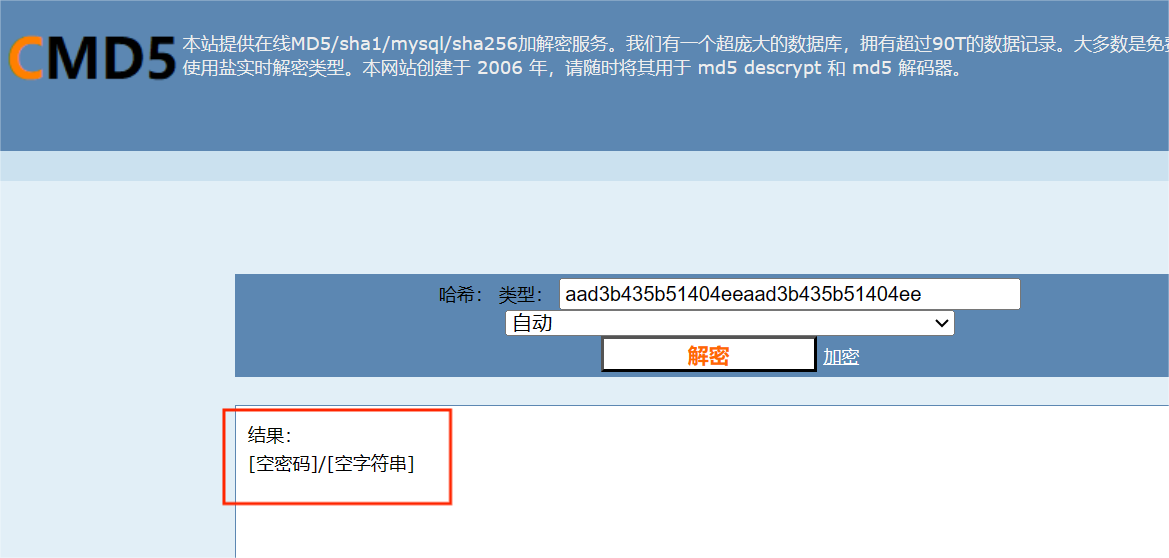 CMD5
本站提供在线MD5/sha1/mysql/sha256加解密服务。我们有一个超庞大的数据库，拥有超过90T的数据记录。大多数是免
使用盐实时解密类型。本网站创建于 2006 年，请随时将其用于 md5 descrypt 和 md5 解码器。
哈希： 类型： aad3b435b51404eeaad3b435b51404ee
自动
解密 加密
结果：
[空密码]/[空字符串]